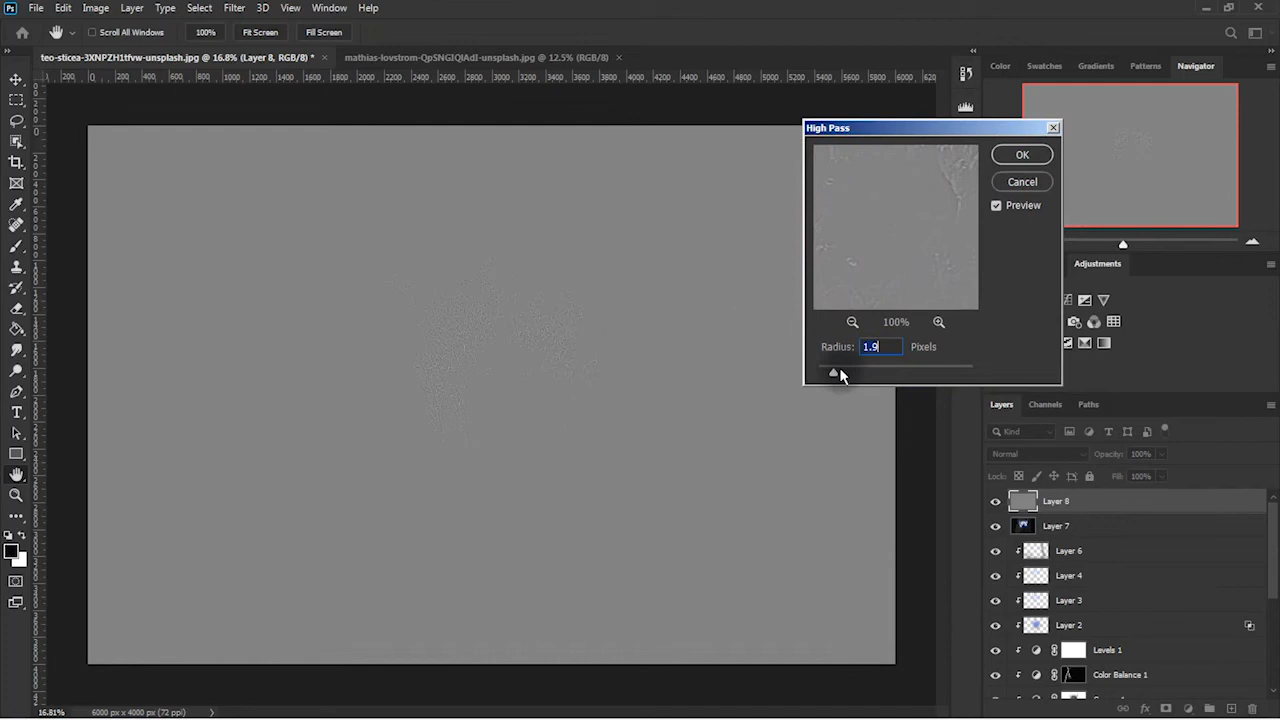 Ps File Edit Image Layer Type Select Filter 3D View Window Help
Scroll All Windows 100% Fit Screen Fill Screen
teo-sticea-3XNPZH1tfvw-unsplash.jpg @ 16.8% (Layer 8, RGB/8) *
mathias-lovstrom-QpSNGIQIAdI-unsplash.jpg @ 12.5% (RGB/8)
Color Swatches Gradients Patterns Navigator
High Pass
OK
Cancel
Preview
100%
Radius: 1.9 Pixels
Adjustments
Layers Channels Paths
Kind
Normal Opacity: 100%
Lock: Fill: 100%
Layer 8
Layer 7
Layer 6
Layer 4
Layer 3
Layer 2
Levels 1
Color Balance 1
16.81% 6000 px x 4000 px (72 ppi)